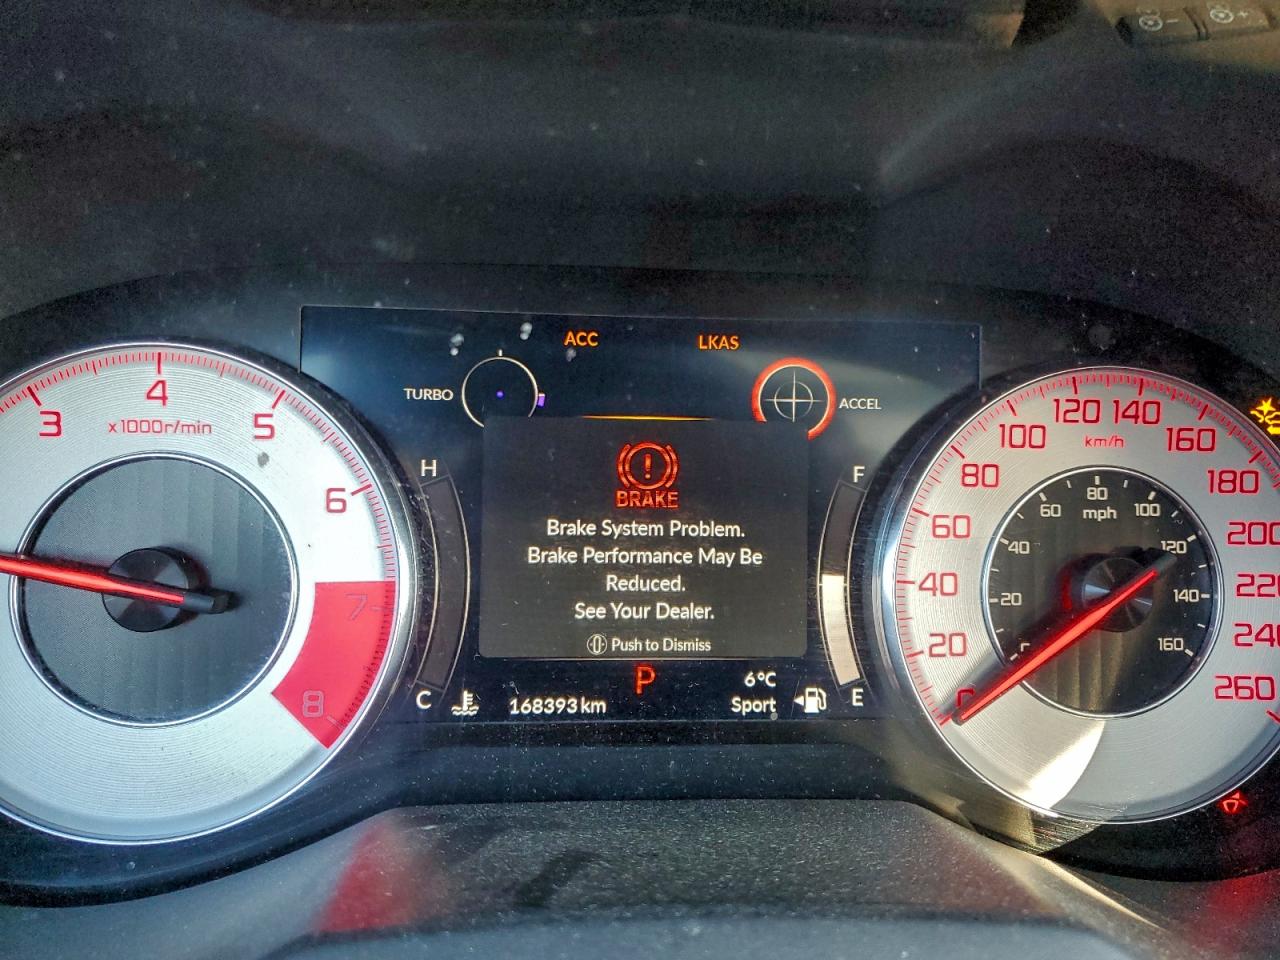 ACC LKAS
TURBO
ACCEL
3 4 5 6 7 8
x1000r/min
H
C
BRAKE
Brake System Problem.
Brake Performance May Be
Reduced.
See Your Dealer.
Push to Dismiss
P
168393 km
6°C
Sport
F
E
20 40 60 80 100 120 140 160 180 200 240 260
km/h
20 40 60 80 100 120 140 160
mph